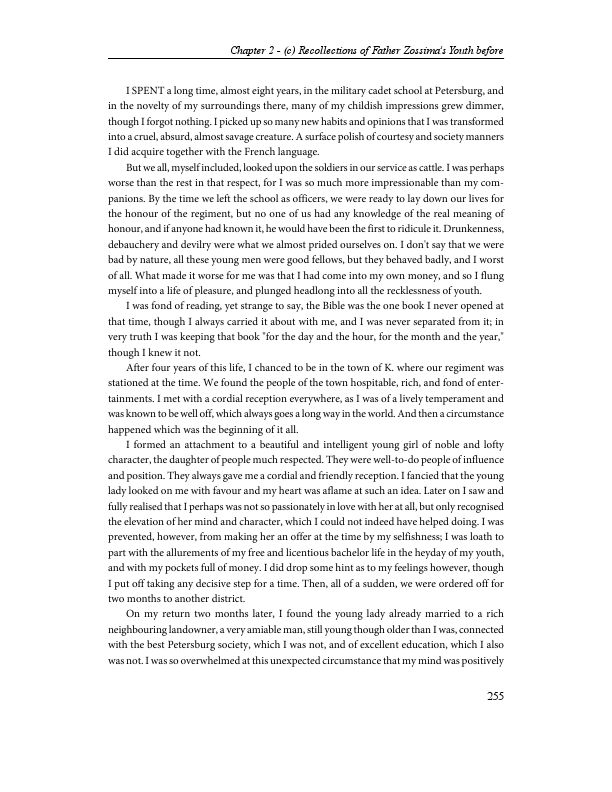 Chapter 2 - (c) Recollections of Father Zossima's Youth before
I SPENT a long time, almost eight years, in the military cadet school at Petersburg, and
in the novelty of my surroundings there, many of my childish impressions grew dimmer,
though I forgot nothing. I picked up so many new habits and opinions that I was transformed
into a cruel, absurd, almost savage creature. A surface polish of courtesy and society manners
I did acquire together with the French language.
But we all, myself included, looked upon the soldiers in our service as cattle. I was perhaps
worse than the rest in that respect, for I was so much more impressionable than my com-
panions. By the time we left the school as officers, we were ready to lay down our lives for
the honour of the regiment, but no one of us had any knowledge of the real meaning of
honour, and if anyone had known it, he would have been the first to ridicule it. Drunkenness,
debauchery and devilry were what we almost prided ourselves on. I don't say that we were
bad by nature, all these young men were good fellows, but they behaved badly, and I worst
of all. What made it worse for me was that I had come into my own money, and so I flung
myself into a life of pleasure, and plunged headlong into all the recklessness of youth.
I was fond of reading, yet strange to say, the Bible was the one book I never opened at
that time, though I always carried it about with me, and I was never separated from it; in
very truth I was keeping that book "for the day and the hour, for the month and the year,"
though I knew it not.
After four years of this life, I chanced to be in the town of K. where our regiment was
stationed at the time. We found the people of the town hospitable, rich, and fond of enter-
tainments. I met with a cordial reception everywhere, as I was of a lively temperament and
was known to be well off, which always goes a long way in the world. And then a circumstance
happened which was the beginning of it all.
I formed an attachment to a beautiful and intelligent young girl of noble and lofty
character, the daughter of people much respected. They were well-to-do people of influence
and position. They always gave me a cordial and friendly reception. I fancied that the young
lady looked on me with favour and my heart was aflame at such an idea. Later on I saw and
fully realised that I perhaps was not so passionately in love with her at all, but only recognised
the elevation of her mind and character, which I could not indeed have helped doing. I was
prevented, however, from making her an offer at the time by my selfishness; I was loath to
part with the allurements of my free and licentious bachelor life in the heyday of my youth,
and with my pockets full of money. I did drop some hint as to my feelings however, though
I put off taking any decisive step for a time. Then, all of a sudden, we were ordered off for
two months to another district.
On my return two months later, I found the young lady already married to a rich
neighbouring landowner, a very amiable man, still young though older than I was, connected
with the best Petersburg society, which I was not, and of excellent education, which I also
was not. I was so overwhelmed at this unexpected circumstance that my mind was positively
255